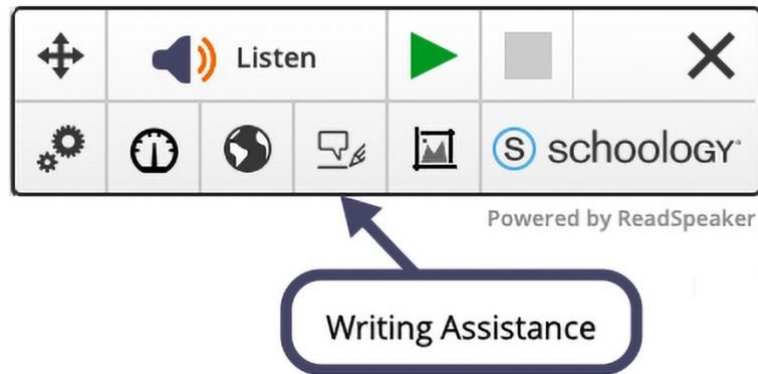 Listen
S schooloGY
Powered by ReadSpeaker
Writing Assistance